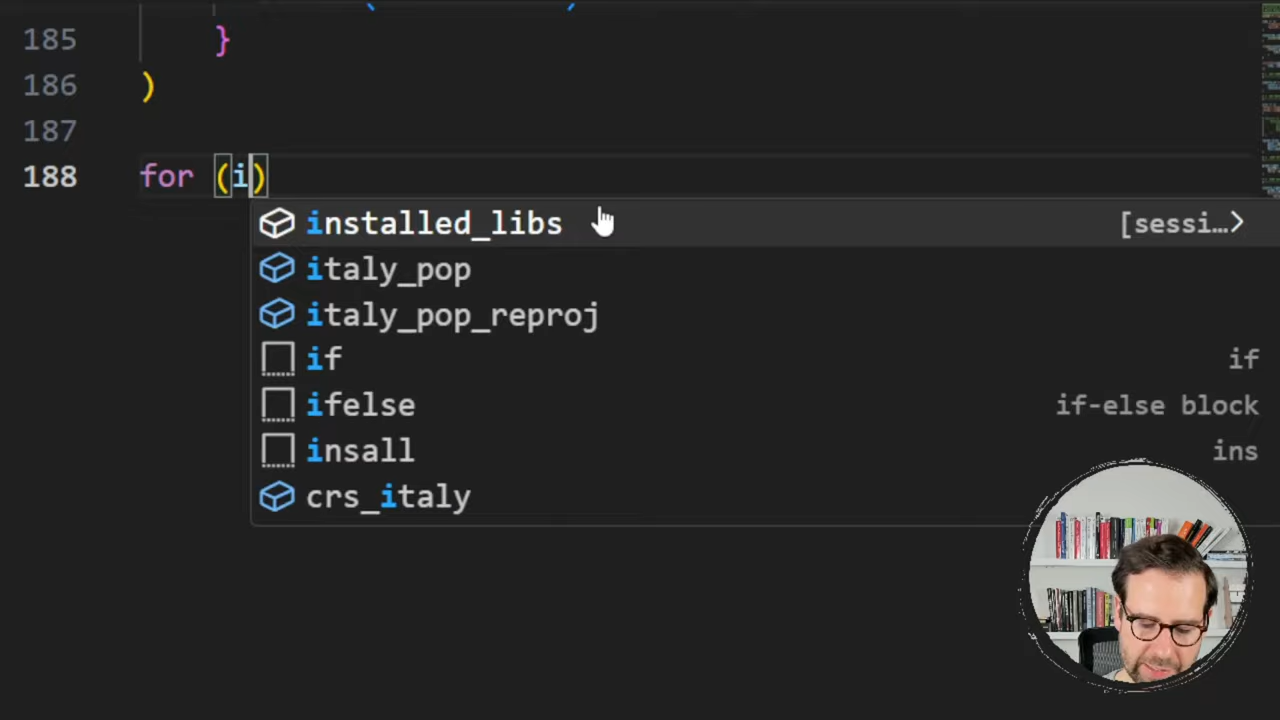 185 }
186 )
187
188 for (i)
installed_libs [sessi…
italy_pop
italy_pop_reproj
if if
ifelse if-else block
insall ins
crs_italy